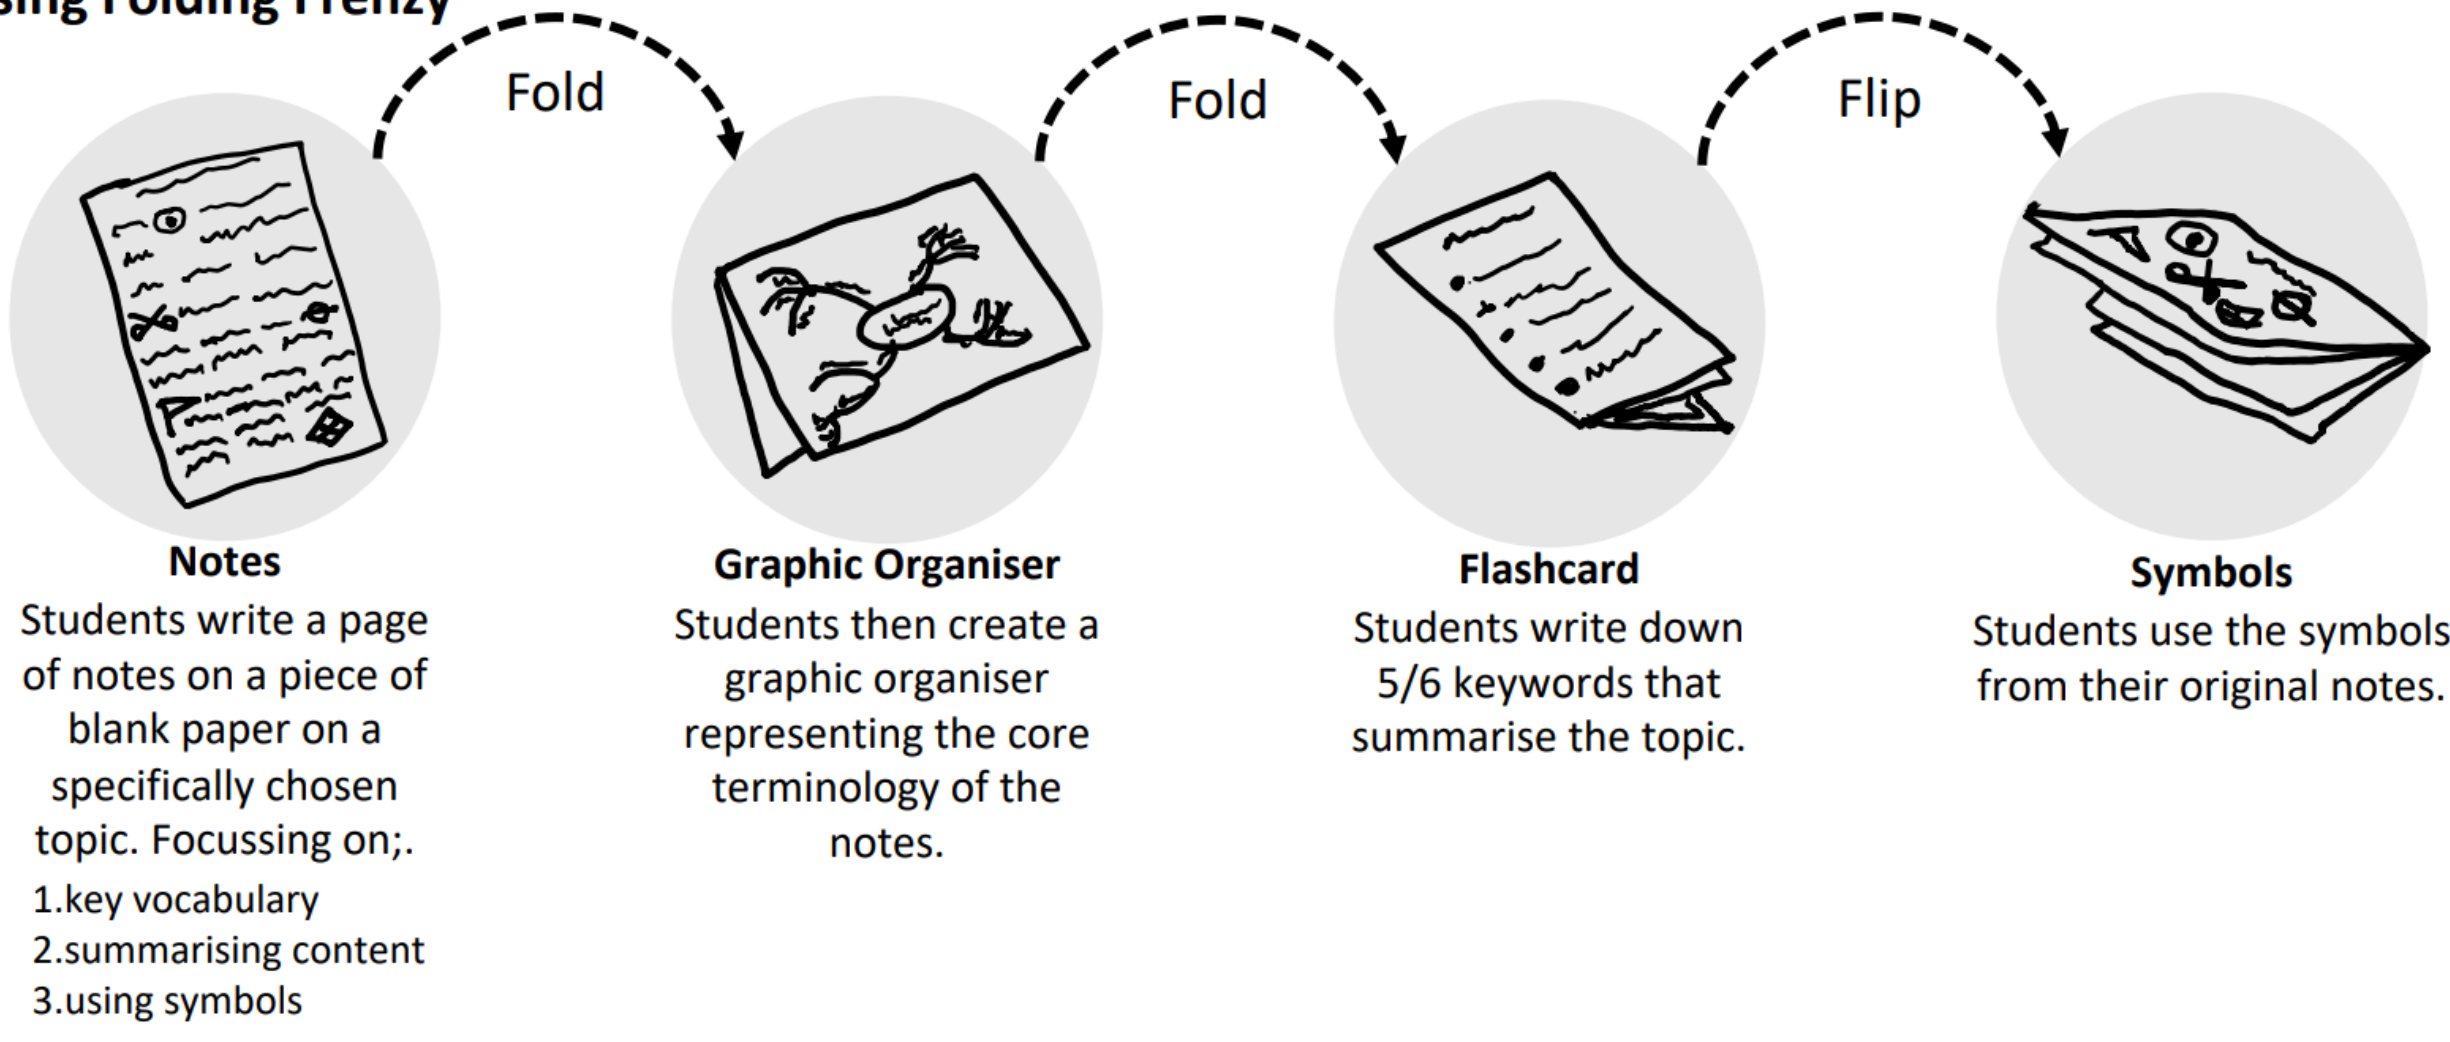 Folding Frenzy
Fold
Fold
Flip
Notes
Students write a page
of notes on a piece of
blank paper on a
specifically chosen
topic. Focussing on;.
1.key vocabulary
2.summarising content
3.using symbols
Graphic Organiser
Students then create a
graphic organiser
representing the core
terminology of the
notes.
Flashcard
Students write down
5/6 keywords that
summarise the topic.
Symbols
Students use the symbols
from their original notes.